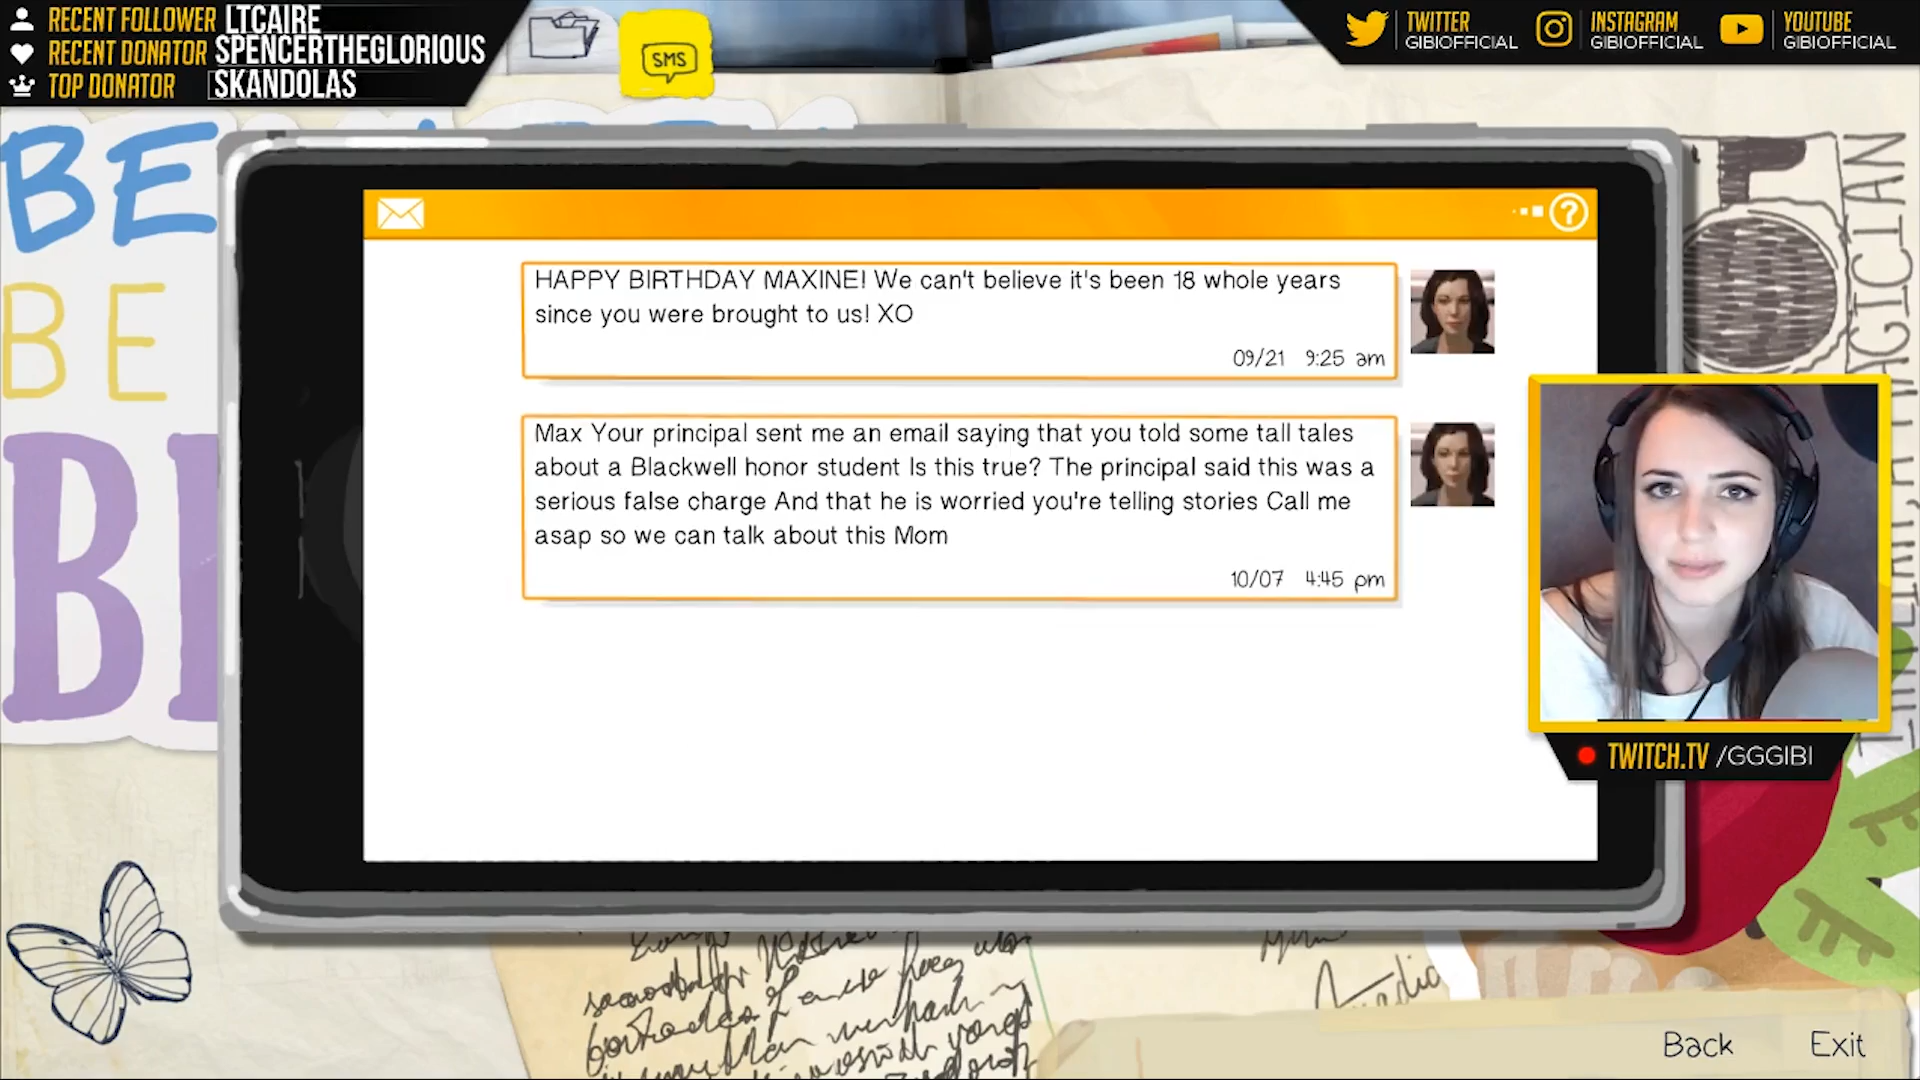 RECENT FOLLOWER LTCAIRE
RECENT DONATOR SPENCERTHEGLORIOUS
TOP DONATOR SKANDOLAS
SMS
TWITTER
GIBIOFFICIAL
INSTAGRAM
GIBIOFFICIAL
YOUTUBE
GIBIOFFICIAL
BE
BE
HAPPY BIRTHDAY MAXINE! We can't believe it's been 18 whole years
since you were brought to us! XO
09/21 9:25 am
Max Your principal sent me an email saying that you told some tall tales
about a Blackwell honor student Is this true? The principal said this was a
serious false charge And that he is worried you're telling stories Call me
asap so we can talk about this Mom
10/07 4:45 pm
TWITCH.TV /GGGIBI
Back Exit